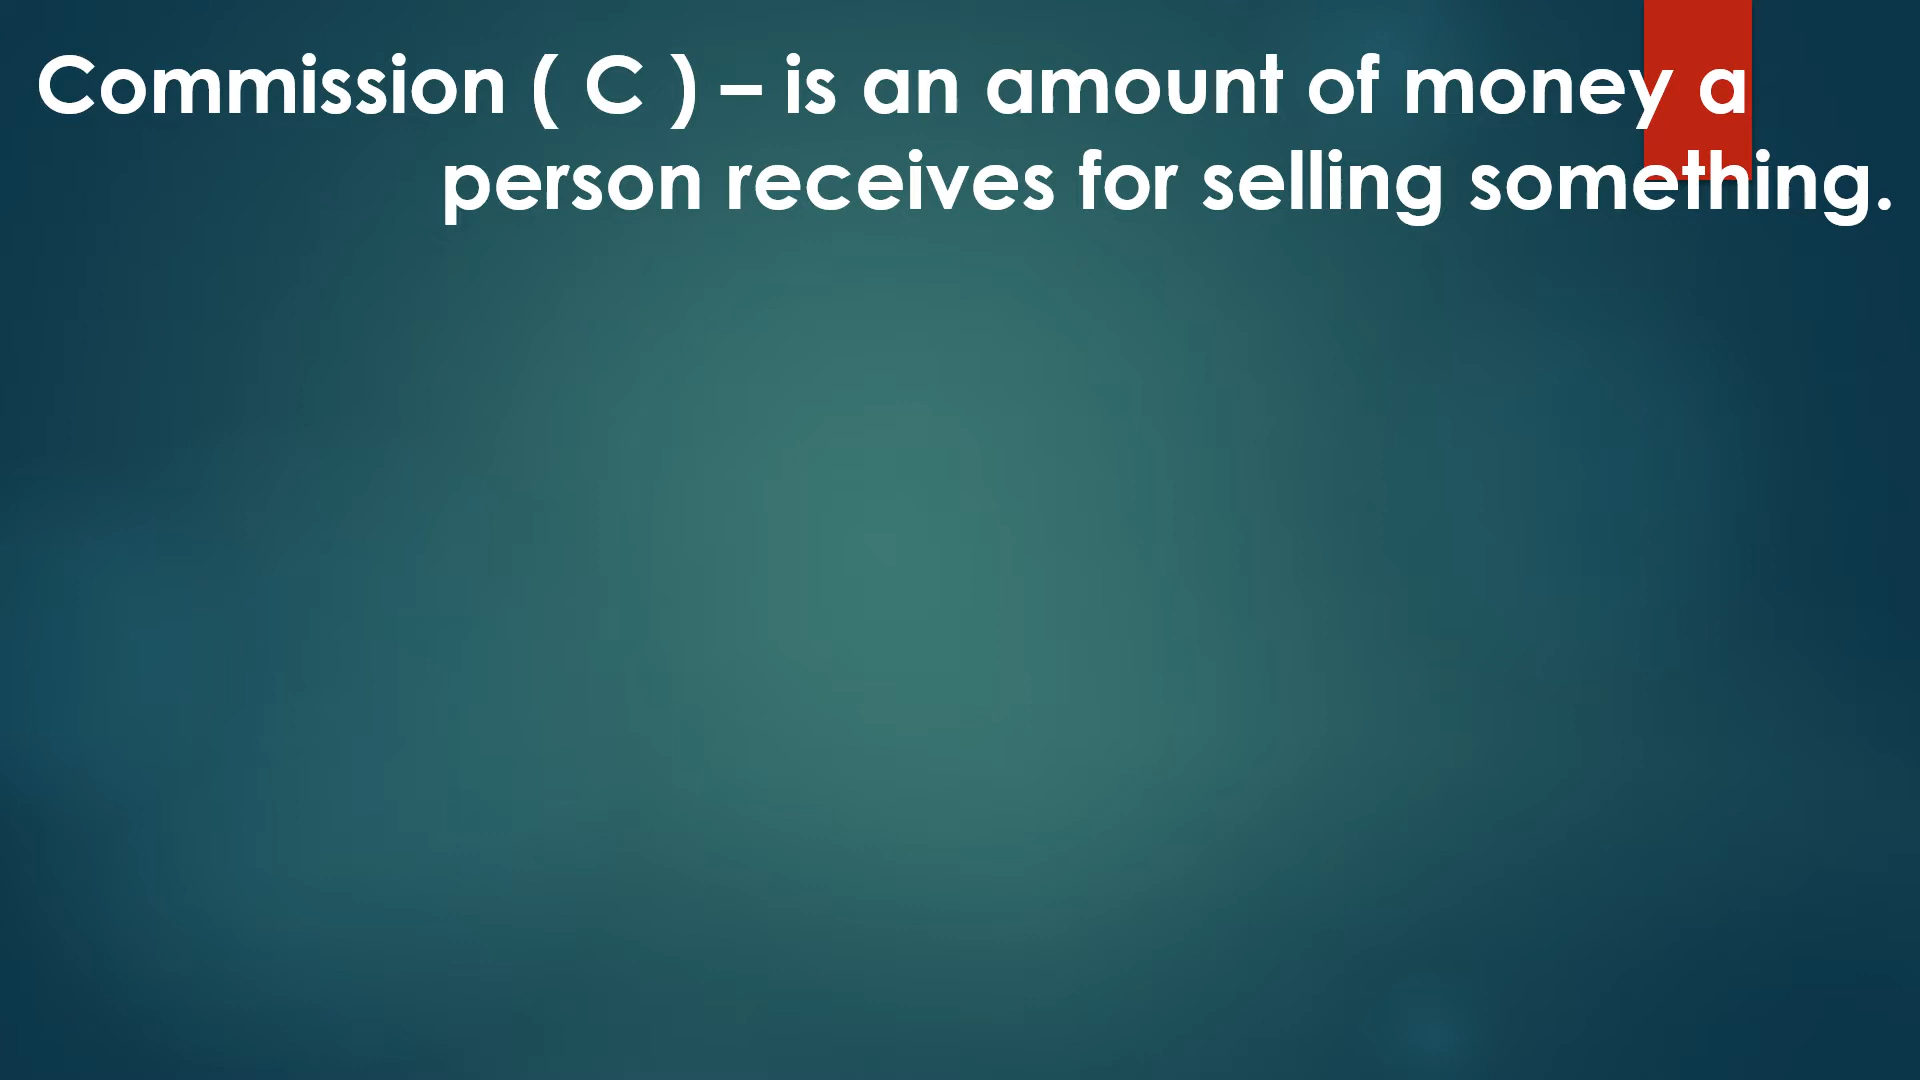 Commission ( C ) – is an amount of money a
person receives for selling something.